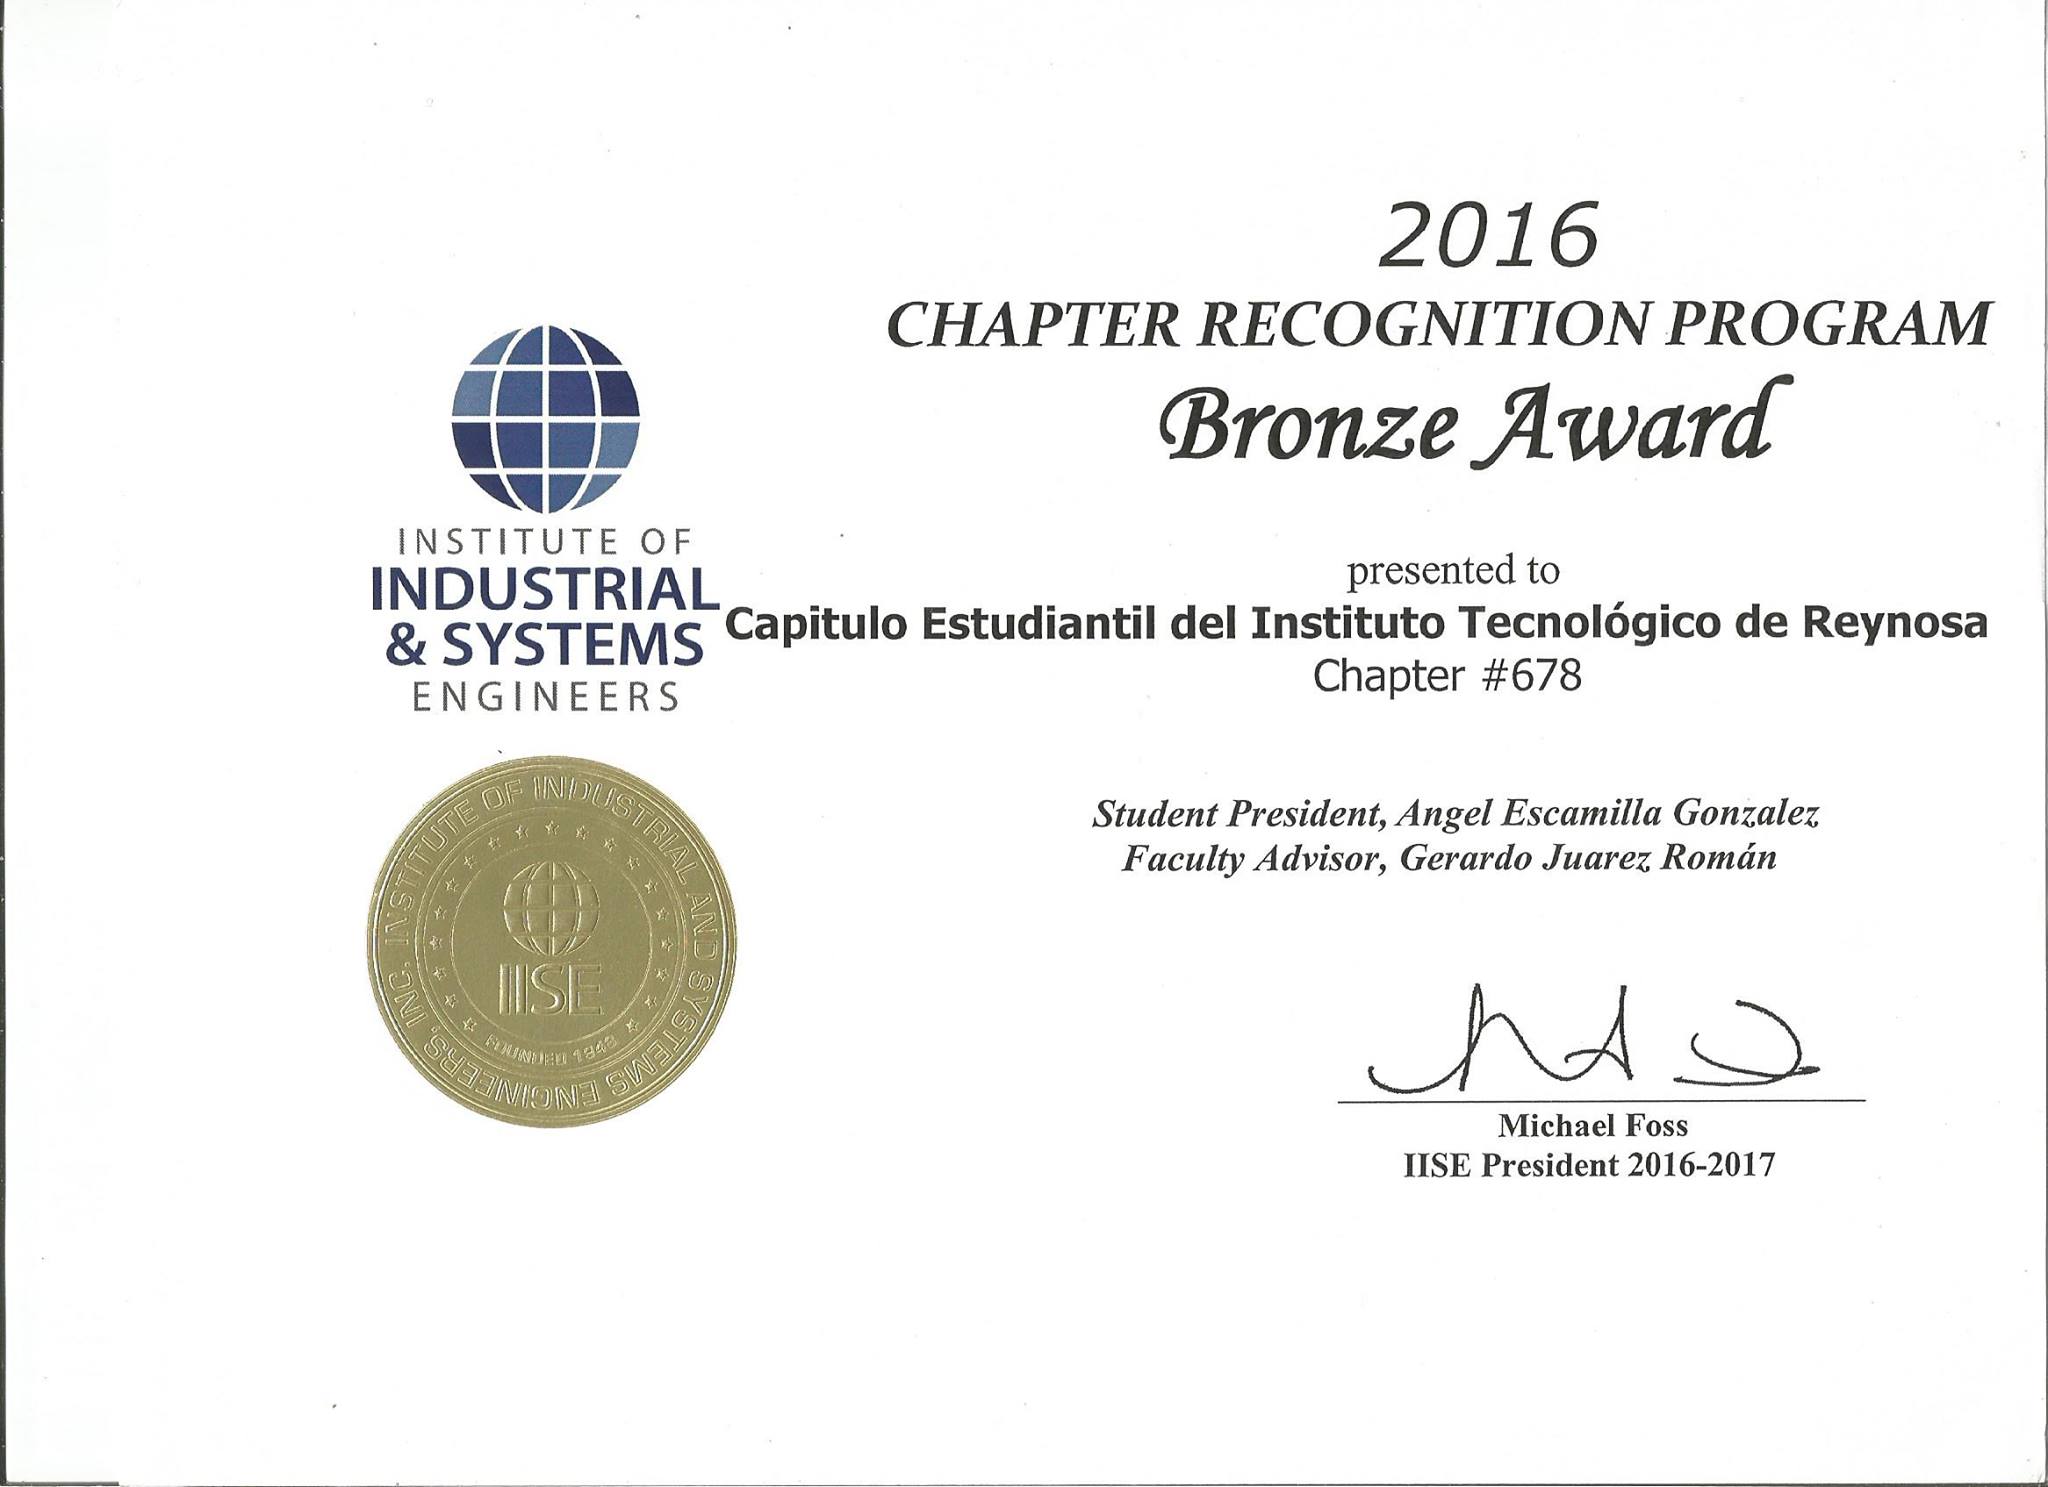 2016
CHAPTER RECOGNITION PROGRAM
Bronze Award
INSTITUTE OF
INDUSTRIAL
& SYSTEMS
ENGINEERS
presented to
Capitulo Estudiantil del Instituto Tecnológico de Reynosa
Chapter #678
Student President, Angel Escamilla Gonzalez
Faculty Advisor, Gerardo Juarez Román
INSTITUTE OF INDUSTRIAL AND SYSTEMS ENGINEERS, INC.
IISE
FOUNDED 1948
Michael Foss
IISE President 2016-2017